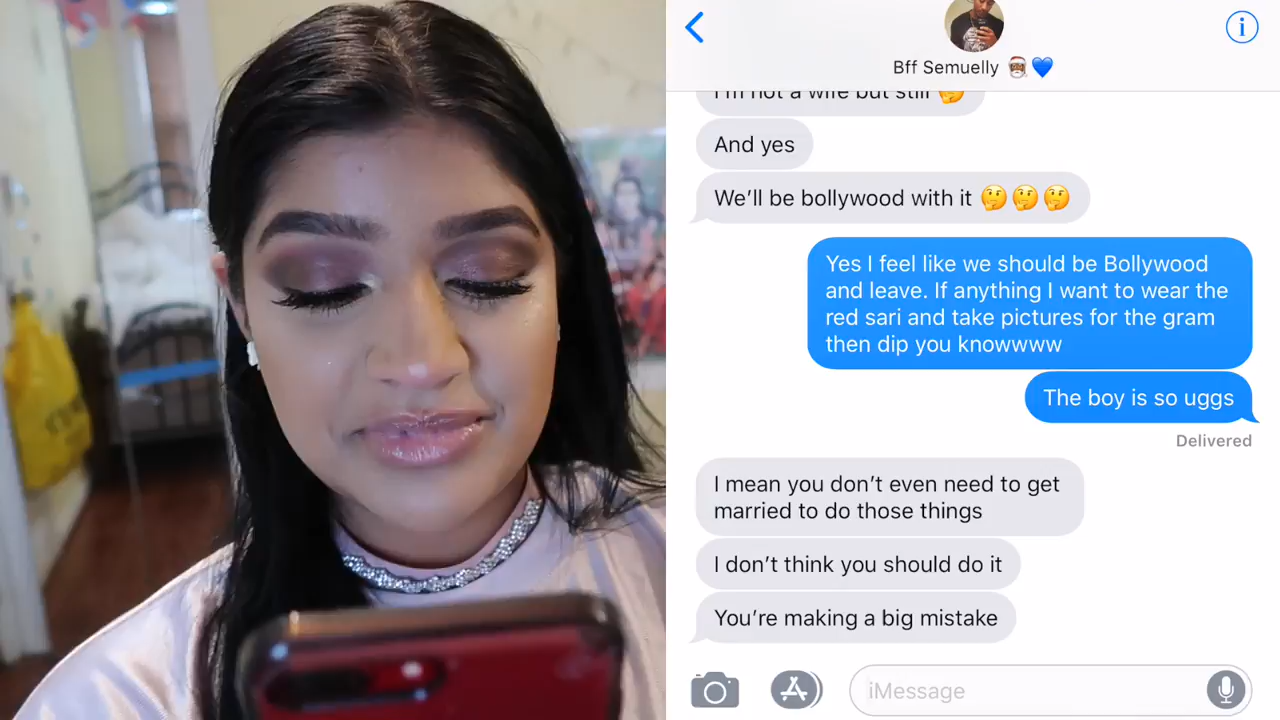 Bff Semuelly 🎅🏾💙
I'm not a wife but still 🤔
And yes
We'll be bollywood with it 🤔🤔🤔
Yes I feel like we should be Bollywood
and leave. If anything I want to wear the
red sari and take pictures for the gram
then dip you knowwww
The boy is so uggs
Delivered
I mean you don't even need to get
married to do those things
I don't think you should do it
You're making a big mistake
iMessage